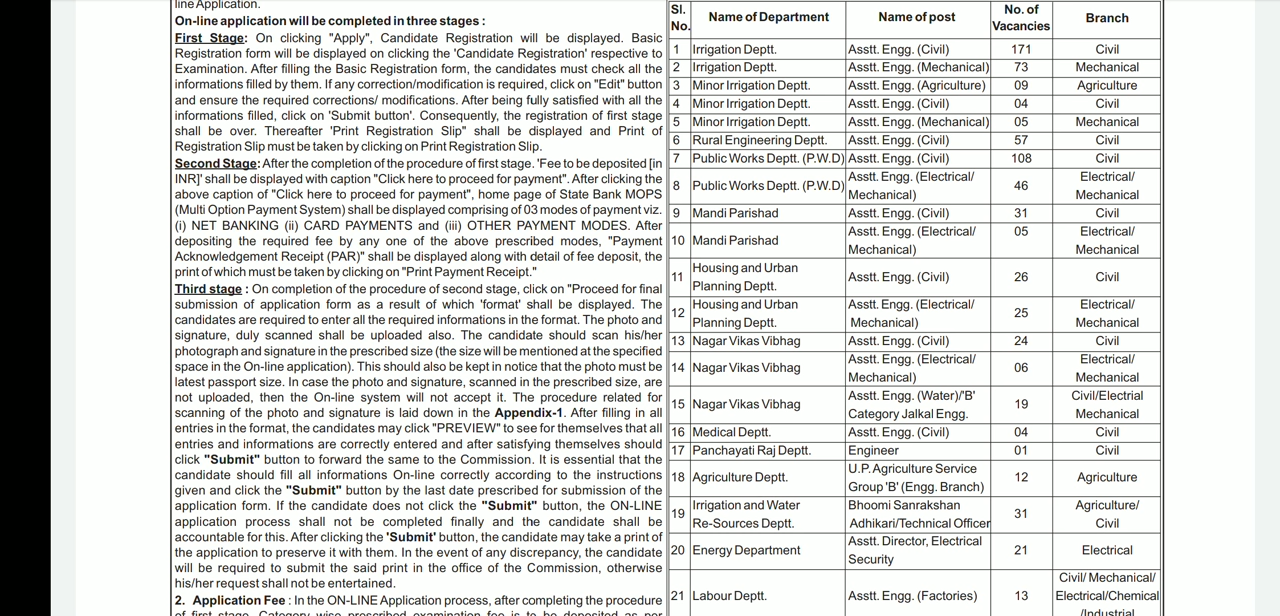 line Application.
On-line application will be completed in three stages :
First Stage: On clicking "Apply", Candidate Registration will be displayed. Basic
Registration form will be displayed on clicking the 'Candidate Registration' respective to
Examination. After filling the Basic Registration form, the candidates must check all the
informations filled by them. If any correction/modification is required, click on "Edit" button
and ensure the required corrections/ modifications. After being fully satisfied with all the
informations filled, click on 'Submit button'. Consequently, the registration of first stage
shall be over. Thereafter 'Print Registration Slip" shall be displayed and Print of
Registration Slip must be taken by clicking on Print Registration Slip.
Second Stage: After the completion of the procedure of first stage. 'Fee to be deposited [in
INR]' shall be displayed with caption "Click here to proceed for payment". After clicking the
above caption of "Click here to proceed for payment", home page of State Bank MOPS
(Multi Option Payment System) shall be displayed comprising of 03 modes of payment viz.
(i) NET BANKING (ii) CARD PAYMENTS and (iii) OTHER PAYMENT MODES. After
depositing the required fee by any one of the above prescribed modes, "Payment
Acknowledgement Receipt (PAR)" shall be displayed along with detail of fee deposit, the
print of which must be taken by clicking on "Print Payment Receipt."
Third stage : On completion of the procedure of second stage, click on "Proceed for final
submission of application form as a result of which 'format' shall be displayed. The
candidates are required to enter all the required informations in the format. The photo and
signature, duly scanned shall be uploaded also. The candidate should scan his/her
photograph and signature in the prescribed size (the size will be mentioned at the specified
space in the On-line application). This should also be kept in notice that the photo must be
latest passport size. In case the photo and signature, scanned in the prescribed size, are
not uploaded, then the On-line system will not accept it. The procedure related for
scanning of the photo and signature is laid down in the Appendix-1. After filling in all
entries in the format, the candidates may click "PREVIEW" to see for themselves that all
entries and informations are correctly entered and after satisfying themselves should
click "Submit" button to forward the same to the Commission. It is essential that the
candidate should fill all informations On-line correctly according to the instructions
given and click the "Submit" button by the last date prescribed for submission of the
application form. If the candidate does not click the "Submit" button, the ON-LINE
application process shall not be completed finally and the candidate shall be
accountable for this. After clicking the 'Submit' button, the candidate may take a print of
the application to preserve it with them. In the event of any discrepancy, the candidate
will be required to submit the said print in the office of the Commission, otherwise
his/her request shall not be entertained.
2. Application Fee : In the ON-LINE Application process, after completing the procedure
of first stage, Category wise prescribed examination fee is to be deposited as per
Sl. No. Name of Department Name of post No. of Vacancies Branch
1 Irrigation Deptt. Asstt. Engg. (Civil) 171 Civil
2 Irrigation Deptt. Asstt. Engg. (Mechanical) 73 Mechanical
3 Minor Irrigation Deptt. Asstt. Engg. (Agriculture) 09 Agriculture
4 Minor Irrigation Deptt. Asstt. Engg. (Civil) 04 Civil
5 Minor Irrigation Deptt. Asstt. Engg. (Mechanical) 05 Mechanical
6 Rural Engineering Deptt. Asstt. Engg. (Civil) 57 Civil
7 Public Works Deptt. (P.W.D) Asstt. Engg. (Civil) 108 Civil
8 Public Works Deptt. (P.W.D) Asstt. Engg. (Electrical/ Mechanical) 46 Electrical/ Mechanical
9 Mandi Parishad Asstt. Engg. (Civil) 31 Civil
10 Mandi Parishad Asstt. Engg. (Electrical/ Mechanical) 05 Electrical/ Mechanical
11 Housing and Urban Planning Deptt. Asstt. Engg. (Civil) 26 Civil
12 Housing and Urban Planning Deptt. Asstt. Engg. (Electrical/ Mechanical) 25 Electrical/ Mechanical
13 Nagar Vikas Vibhag Asstt. Engg. (Civil) 24 Civil
14 Nagar Vikas Vibhag Asstt. Engg. (Electrical/ Mechanical) 06 Electrical/ Mechanical
15 Nagar Vikas Vibhag Asstt. Engg. (Water)/'B' Category Jalkal Engg. 19 Civil/Electrial Mechanical
16 Medical Deptt. Asstt. Engg. (Civil) 04 Civil
17 Panchayati Raj Deptt. Engineer 01 Civil
18 Agriculture Deptt. U.P. Agriculture Service Group 'B' (Engg. Branch) 12 Agriculture
19 Irrigation and Water Re-Sources Deptt. Bhoomi Sanrakshan Adhikari/Technical Officer 31 Agriculture/ Civil
20 Energy Department Asstt. Director, Electrical Security 21 Electrical
21 Labour Deptt. Asstt. Engg. (Factories) 13 Civil/ Mechanical/ Electrical/Chemical /Industrial